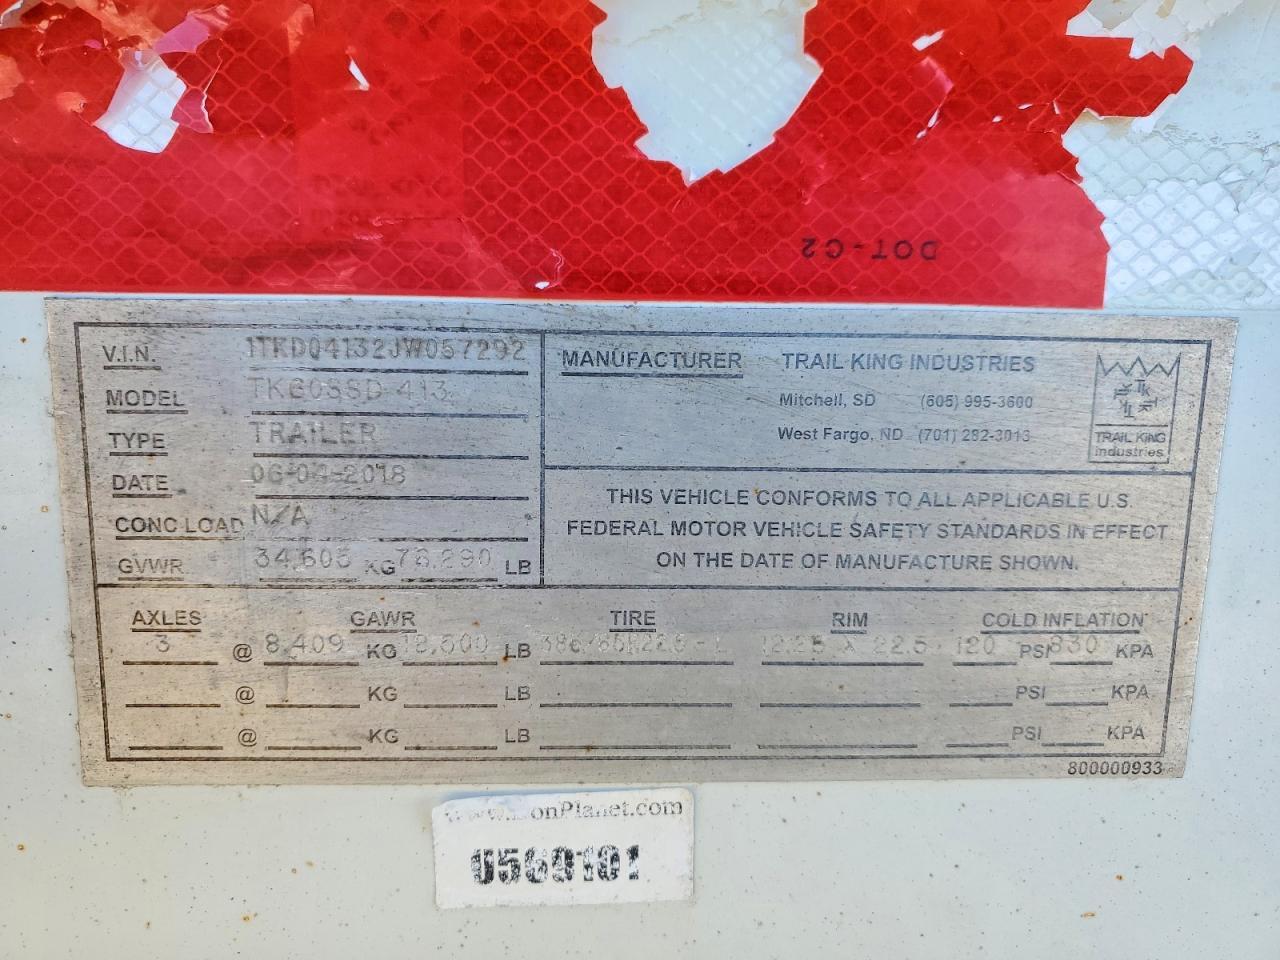 DOT-C2
V.I.N. 1TKD04132JW057292
MODEL TK60SSD-413
TYPE TRAILER
DATE 06-04-2018
CONC LOAD N/A
GVWR 34,605 KG 76,290 LB
MANUFACTURER TRAIL KING INDUSTRIES
Mitchell, SD (605) 995-3600
West Fargo, ND (701) 282-3013
TK
TRAIL KING
Industries
THIS VEHICLE CONFORMS TO ALL APPLICABLE U.S.
FEDERAL MOTOR VEHICLE SAFETY STANDARDS IN EFFECT
ON THE DATE OF MANUFACTURE SHOWN.
AXLES GAWR TIRE RIM COLD INFLATION
3 @ 8,409 KG LB 12.25 X 22.5 120 PSI 830 KPA
@ KG LB PSI KPA
@ KG LB PSI KPA
800000933